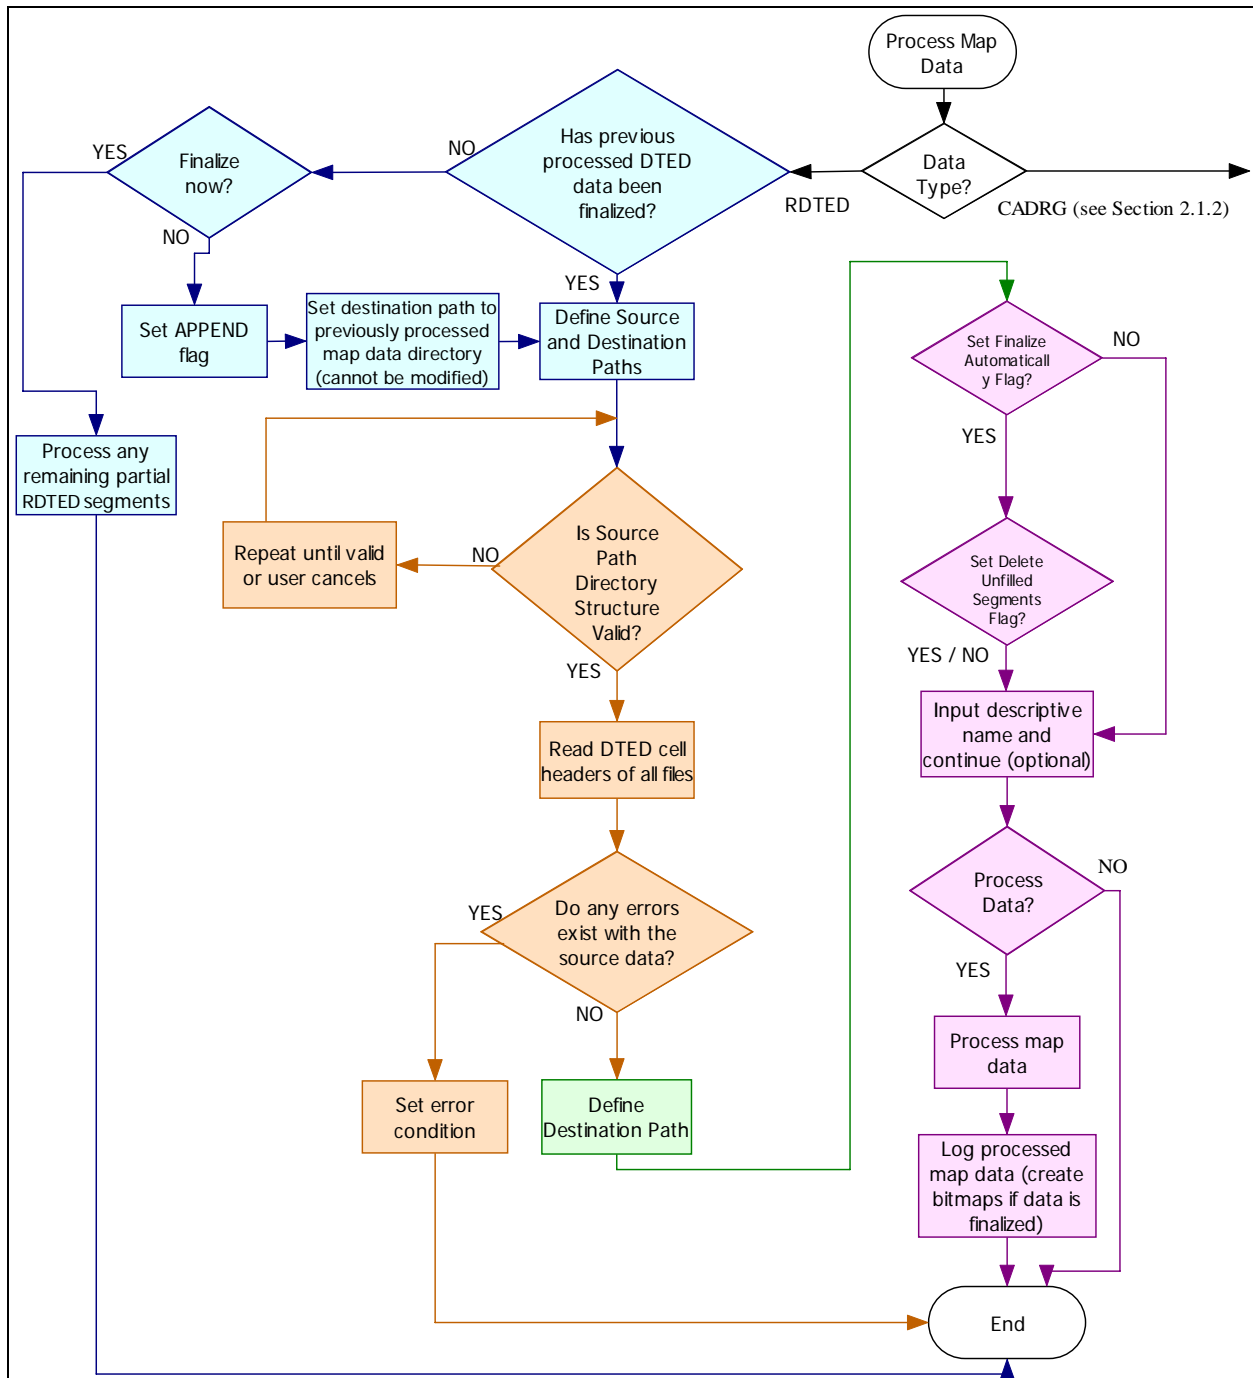 Process Map
Data
Data
Type?
RDTED
CADRG (see Section 2.1.2)
Has previous
processed DTED
data been
finalized?
NO
YES
Finalize
now?
YES
NO
Set APPEND
flag
Set destination path to
previously processed
map data directory
(cannot be modified)
Define Source
and Destination
Paths
Process any
remaining partial
RDTED segments
Is Source
Path
Directory
Structure
Valid?
NO
Repeat until valid
or user cancels
YES
Read DTED cell
headers of all files
Do any errors
exist with the
source data?
YES
NO
Set error
condition
Define
Destination Path
Set Finalize
Automaticall
y Flag?
NO
YES
Set Delete
Unfilled
Segments
Flag?
YES / NO
Input descriptive
name and
continue (optional)
Process
Data?
NO
YES
Process map
data
Log processed
map data (create
bitmaps if data is
finalized)
End